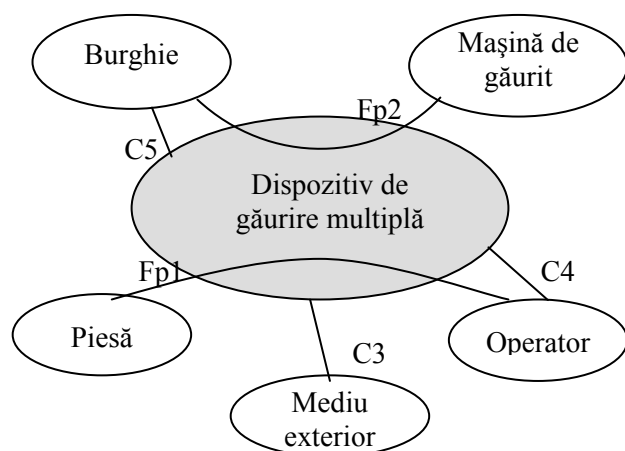 Burghie
Maşină de
găurit
Fp2
C5
Dispozitiv de
găurire multiplă
Fp1
C4
Piesă
C3
Operator
Mediu
exterior